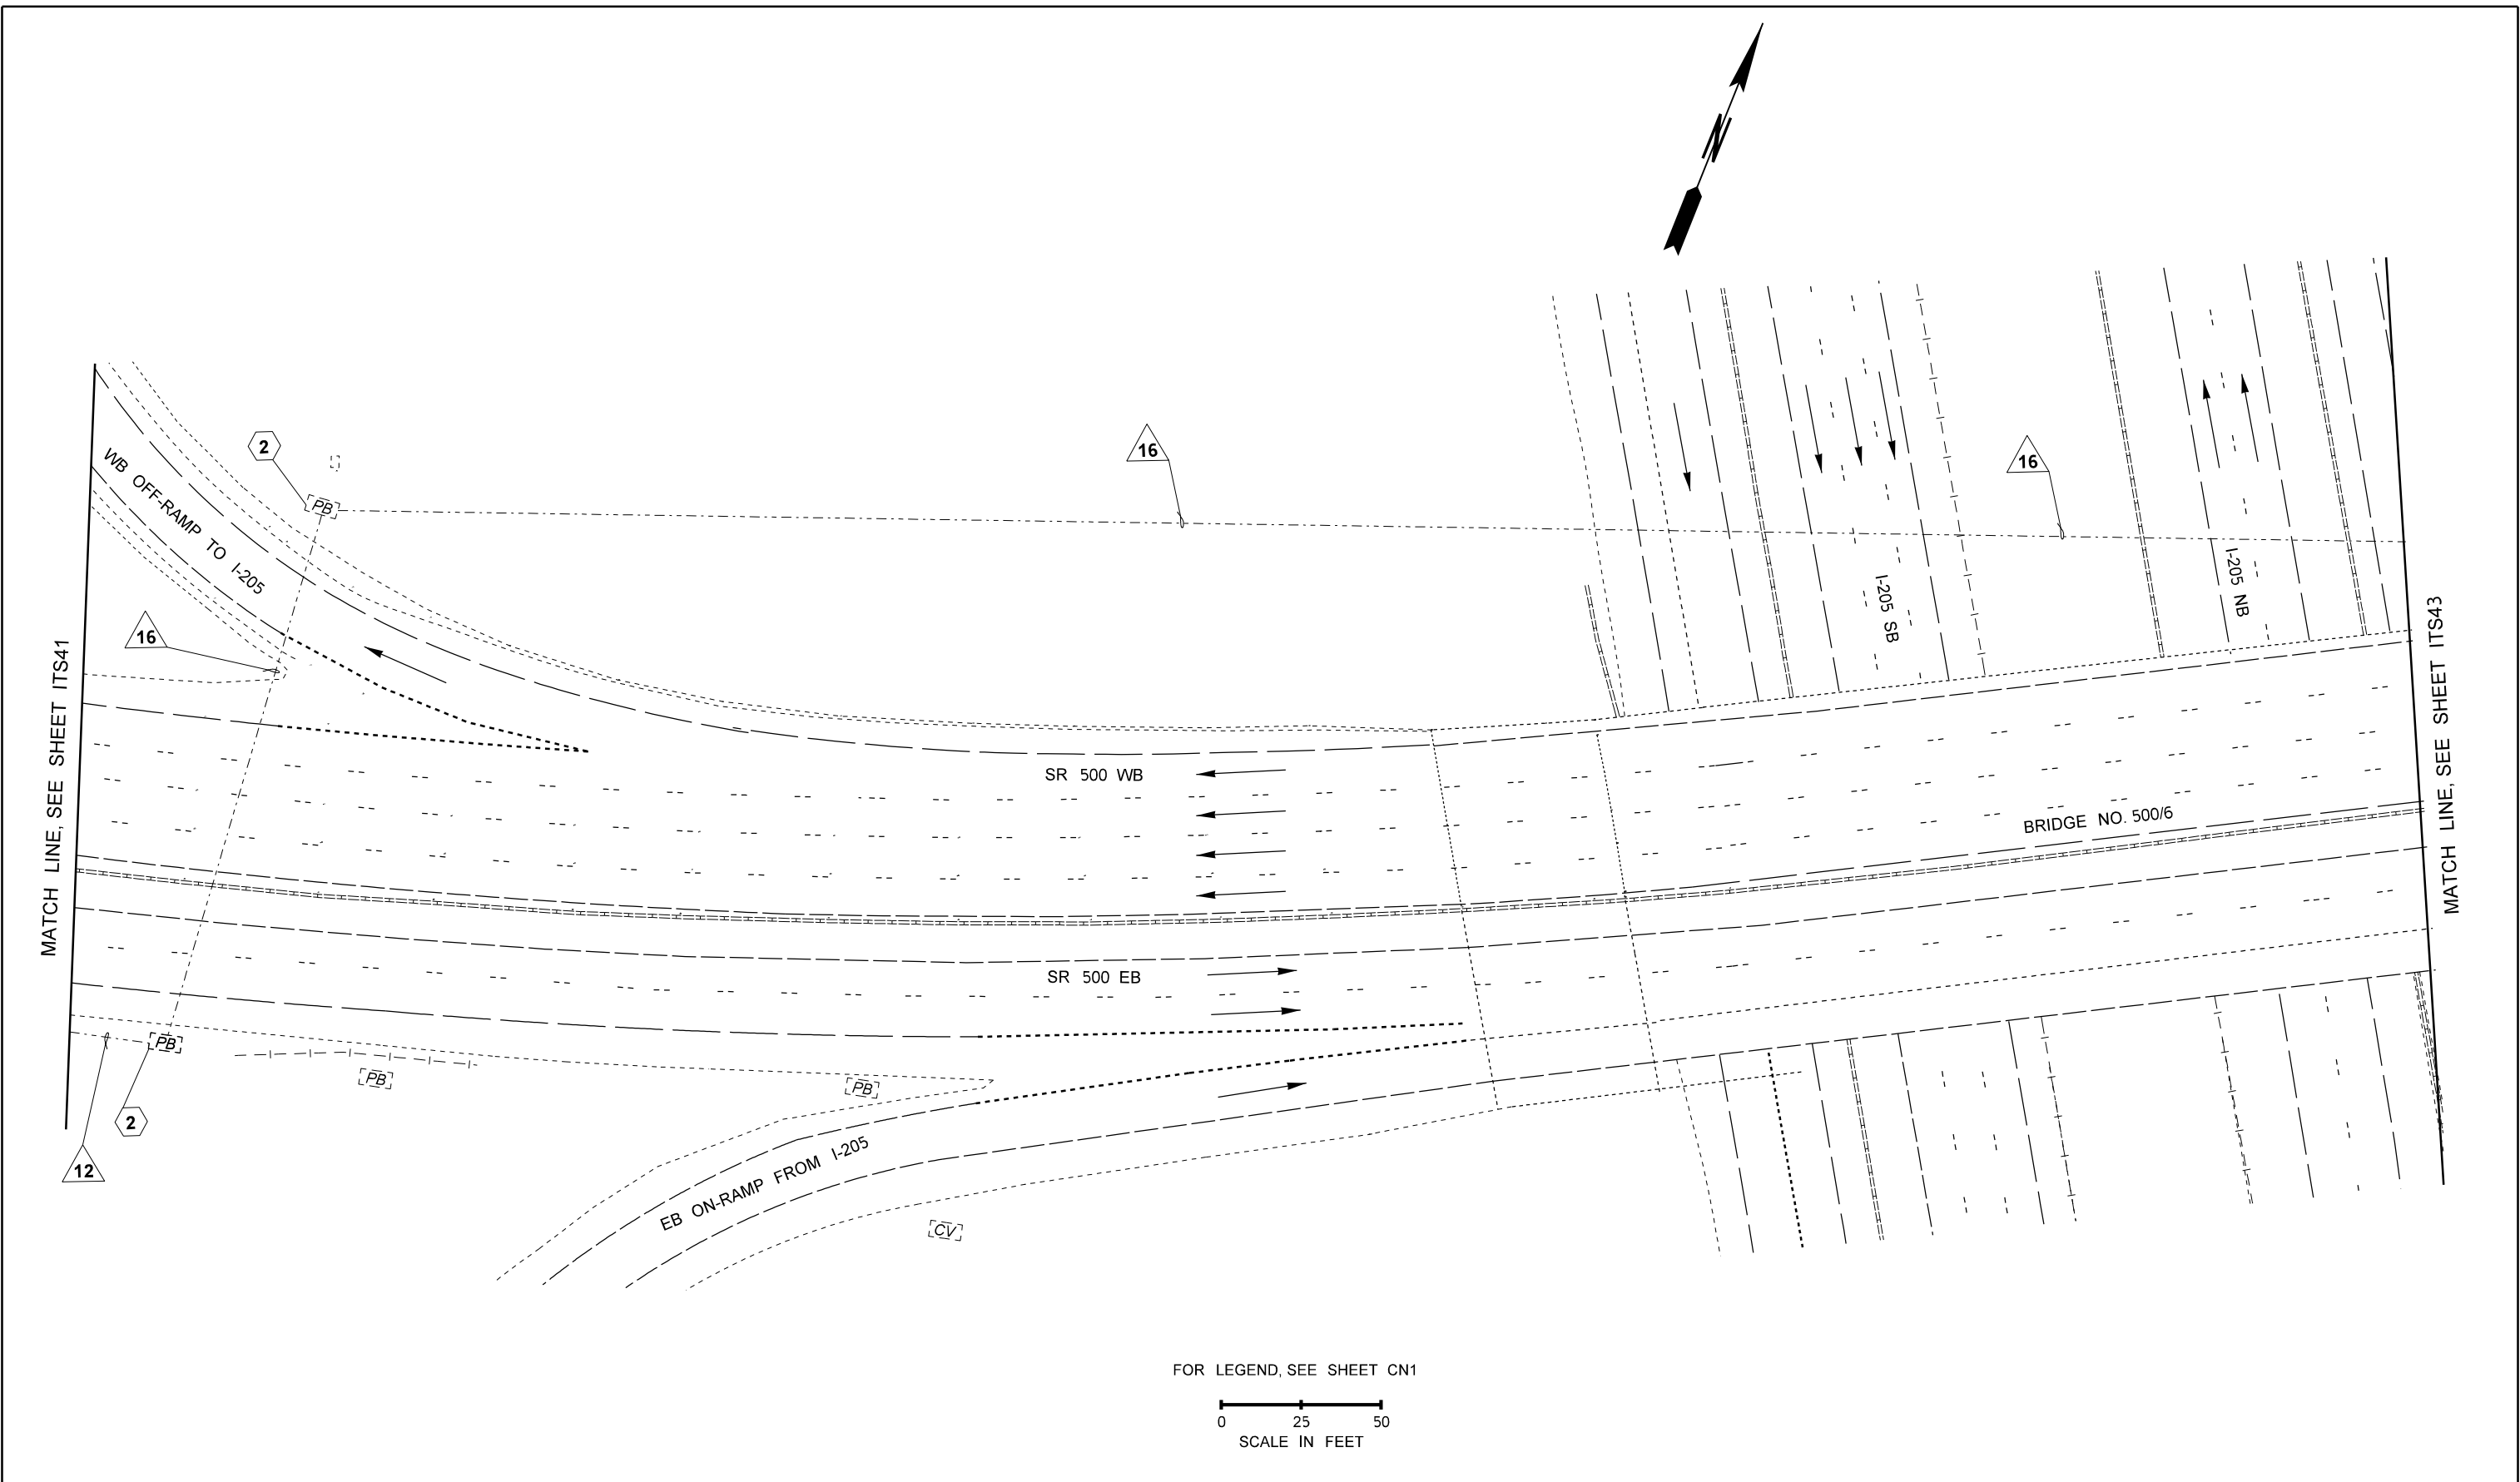 N
2
PB
16
16
WB OFF-RAMP TO I-205
16
I-205 SB
I-205 NB
MATCH LINE, SEE SHEET ITS41
MATCH LINE, SEE SHEET ITS43
SR 500 WB
BRIDGE NO. 500/6
SR 500 EB
PB
PB
PB
2
12
EB ON-RAMP FROM I-205
CV
FOR LEGEND, SEE SHEET CN1
0 25 50
SCALE IN FEET